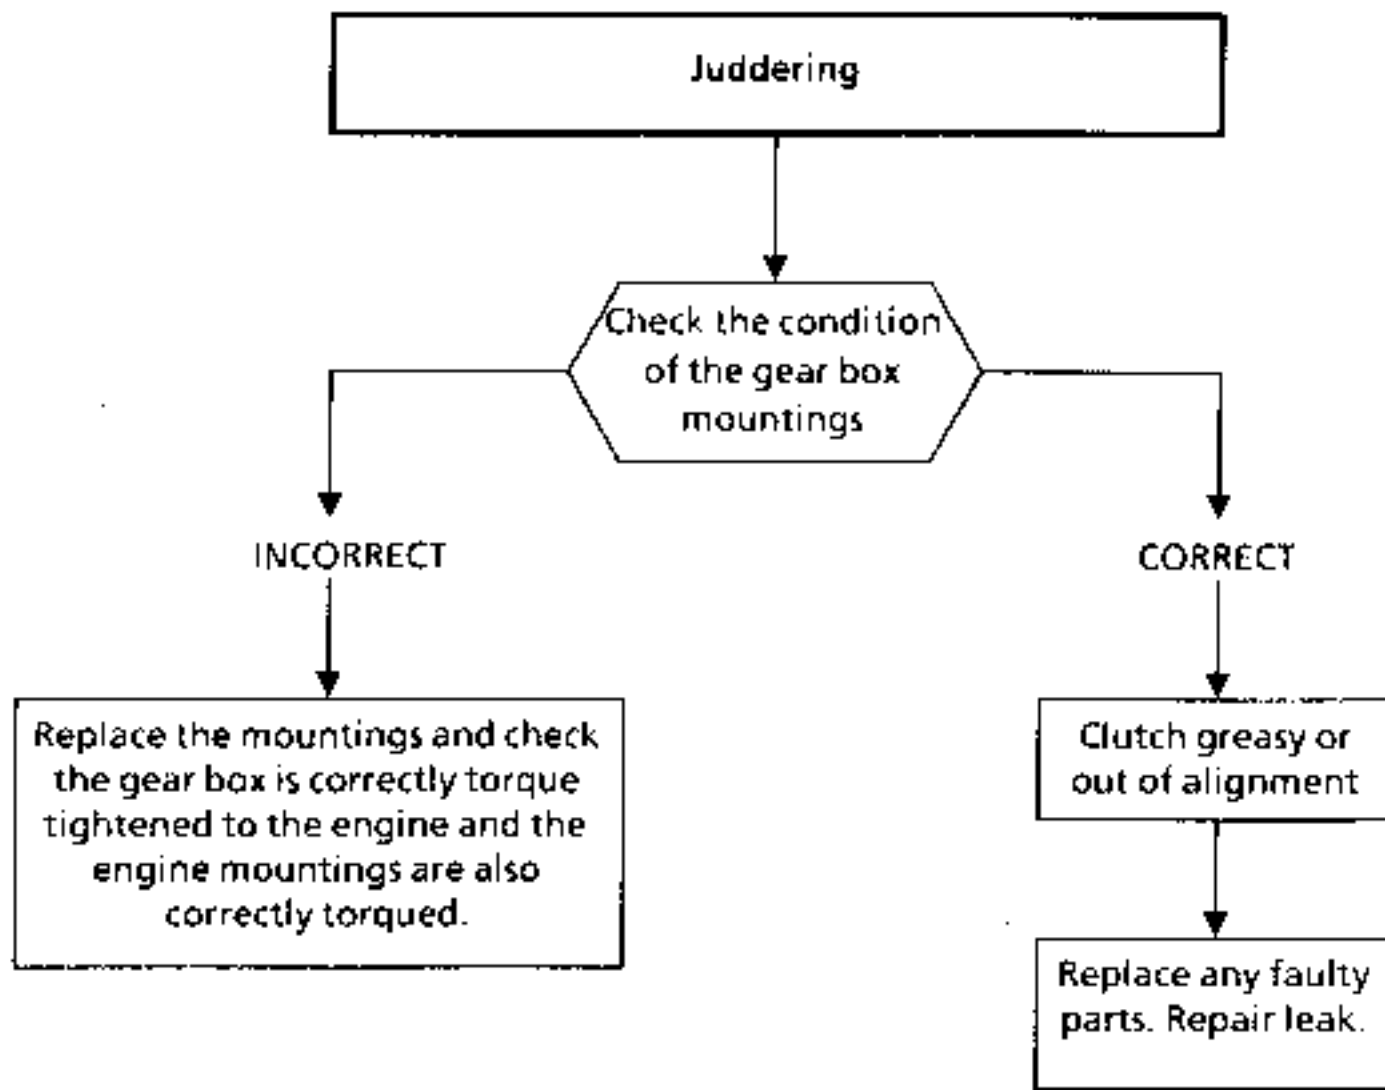 Juddering
Check the condition
of the gear box
mountings
INCORRECT
CORRECT
Replace the mountings and check
the gear box is correctly torque
tightened to the engine and the
engine mountings are also
correctly torqued.
Clutch greasy or
out of alignment
Replace any faulty
parts. Repair leak.